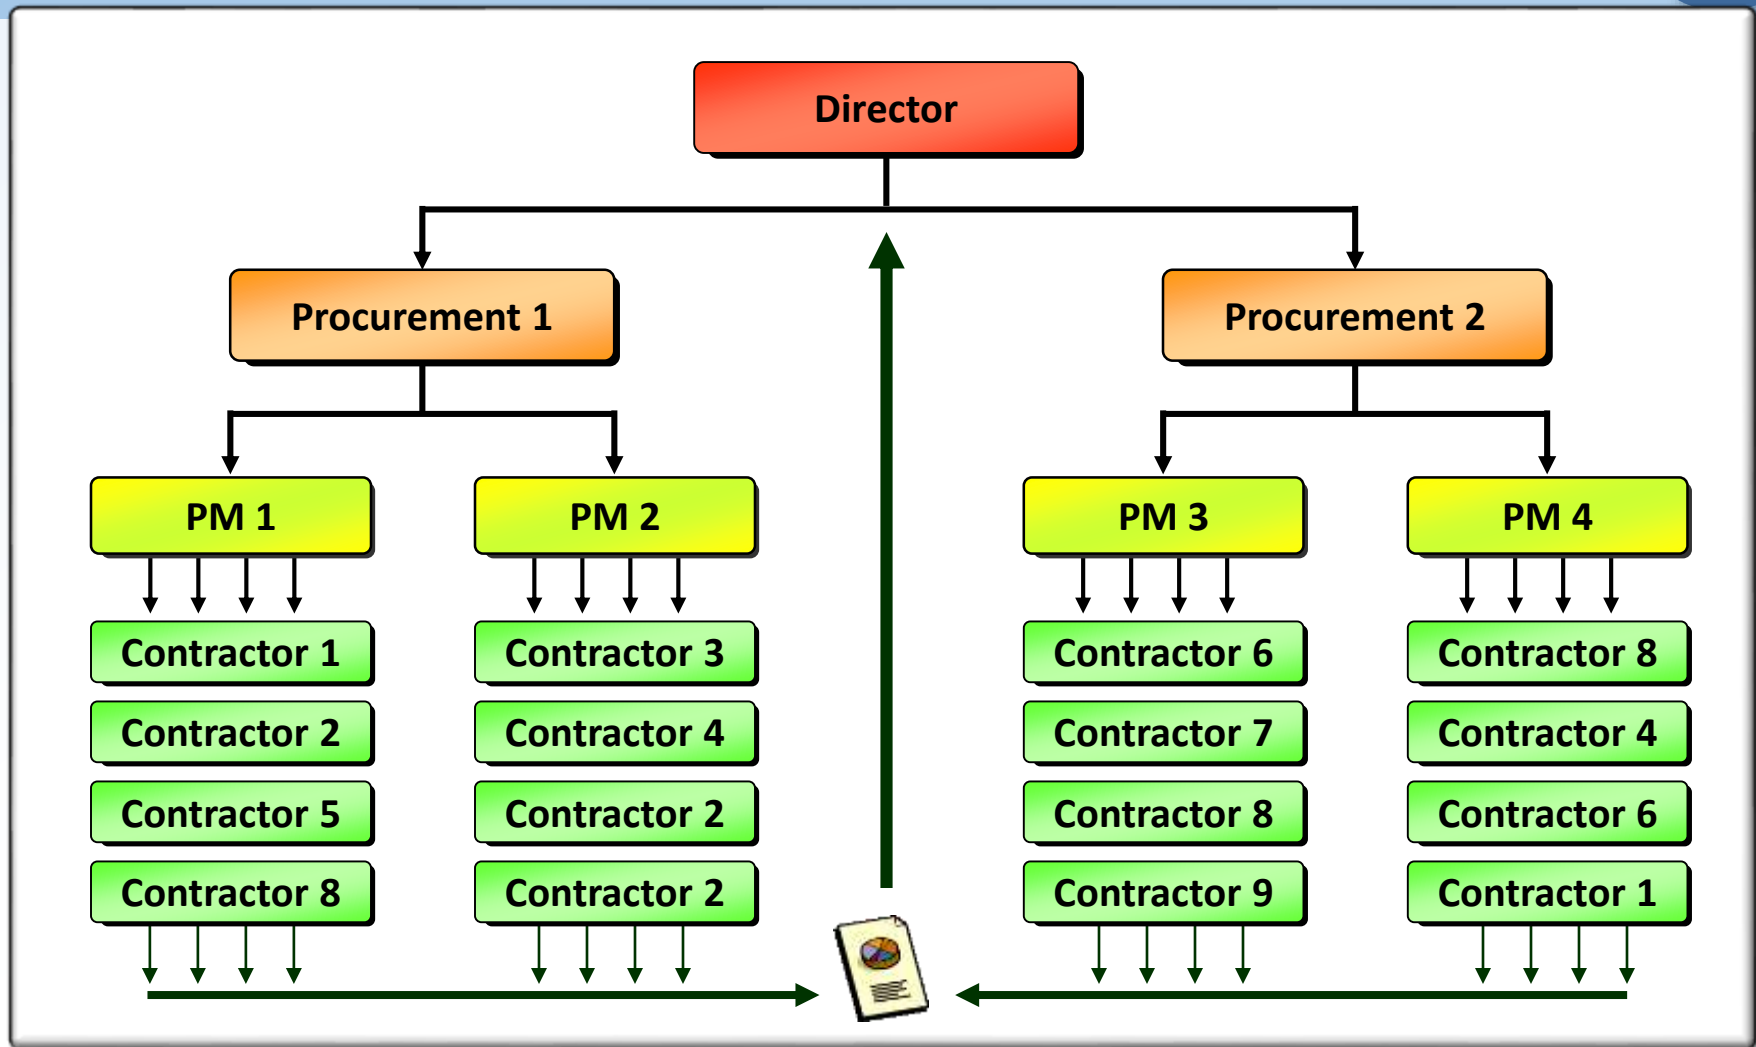 Director
Procurement 1
Procurement 2
PM 1
PM 2
PM 3
PM 4
Contractor 1
Contractor 3
Contractor 6
Contractor 8
Contractor 2
Contractor 4
Contractor 7
Contractor 4
Contractor 5
Contractor 2
Contractor 8
Contractor 6
Contractor 8
Contractor 2
Contractor 9
Contractor 1